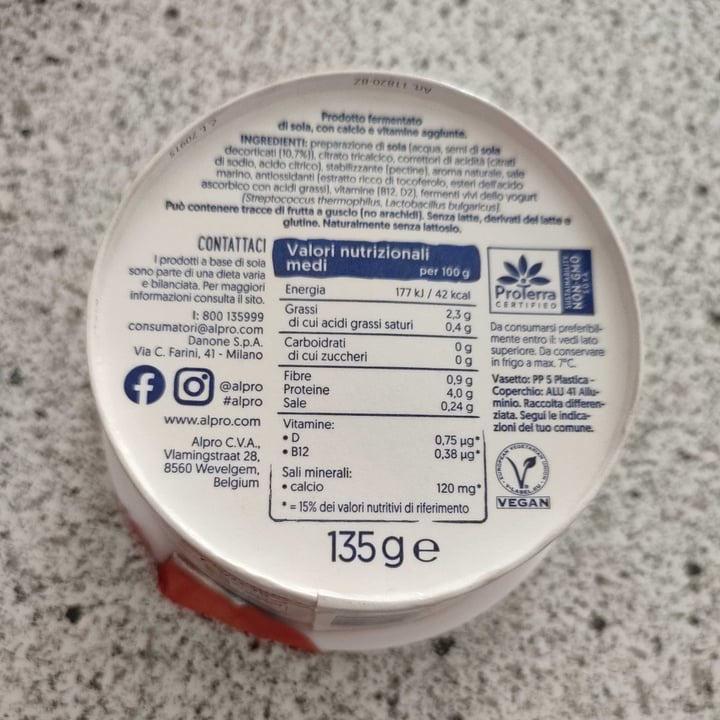 Prodotto fermentato
di soia, con calcio e vitamine aggiunte.
INGREDIENTI: preparazione di soia (acqua, semi di soia
decorticati (10,7%)), citrato tricalcico, correttori di acidità (citrati
di sodio, acido citrico), stabilizzante (pectine), aroma naturale, sale
marino, antiossidanti (estratto ricco di tocoferolo, esteri dell'acido
ascorbico con acidi grassi), vitamine (B12, D2), fermenti vivi dello yogurt
(Streptococcus thermophilus, Lactobacillus bulgaricus).
Può contenere tracce di frutta a guscio (no arachidi). Senza latte, derivati del latte e
glutine. Naturalmente senza lattosio.
CONTATTACI
I prodotti a base di soia
sono parte di una dieta varia
e bilanciata. Per maggiori
informazioni consulta il sito.
I: 800 135999
consumatori@alpro.com
Danone S.p.A.
Via C. Farini, 41 - Milano
@alpro
#alpro
www.alpro.com
Alpro C.V.A.,
Vlamingstraat 28,
8560 Wevelgem,
Belgium
Valori nutrizionali
medi per 100 g
Energia 177 kJ / 42 kcal
Grassi 2,3 g
di cui acidi grassi saturi 0,4 g
Carboidrati 0 g
di cui zuccheri 0 g
Fibre 0,9 g
Proteine 4,0 g
Sale 0,24 g
Vitamine:
• D 0,75 µg*
• B12 0,38 µg*
Sali minerali:
• calcio 120 mg*
* = 15% dei valori nutritivi di riferimento
135 g e
ProTerra
CERTIFIED
SUSTAINABILITY
NON-GMO
SOYA
Da consumarsi preferibil-
mente entro il: vedi lato
superiore. Da conservare
in frigo a max. 7°C.
Vasetto: PP 5 Plastica -
Coperchio: ALU 41 Allu-
minio. Raccolta differen-
ziata. Segui le indica-
zioni del tuo comune.
EUROPEAN VEGETARIAN UNION
V-LABEL.EU
VEGAN